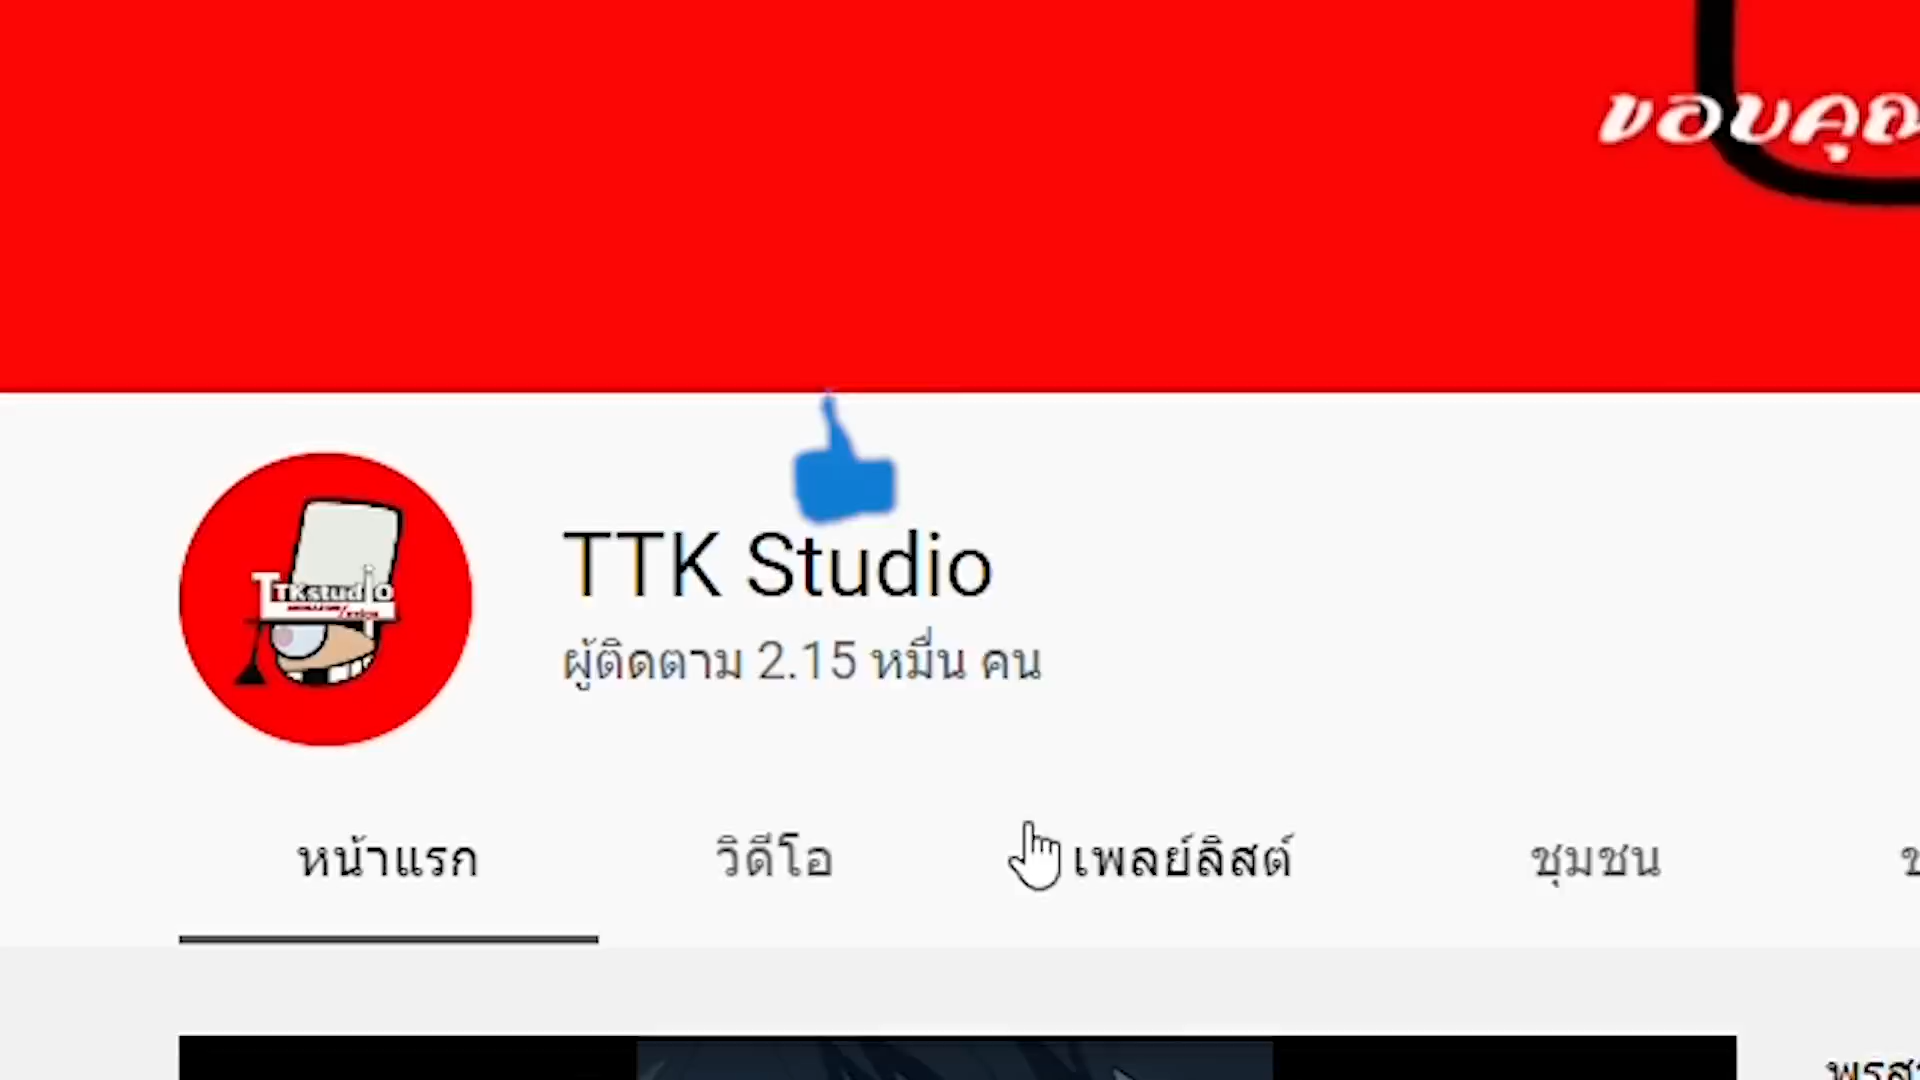 ขอบคุณ
TTKstudiO
TTK Studio
ผู้ติดตาม 2.15 หมื่น คน
หน้าแรก
วิดีโอ
เพลย์ลิสต์
ชุมชน